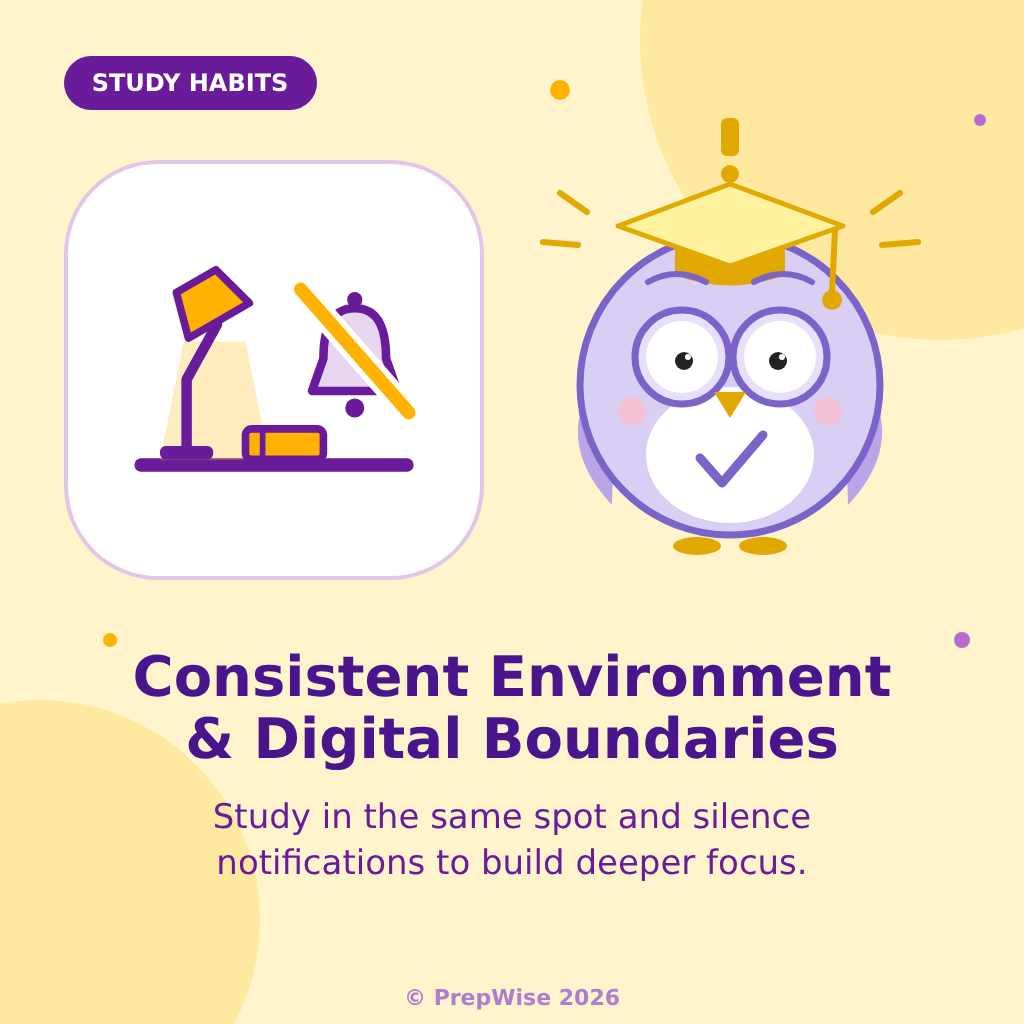 STUDY HABITS
Consistent Environment
& Digital Boundaries
Study in the same spot and silence
notifications to build deeper focus.
© PrepWise 2026